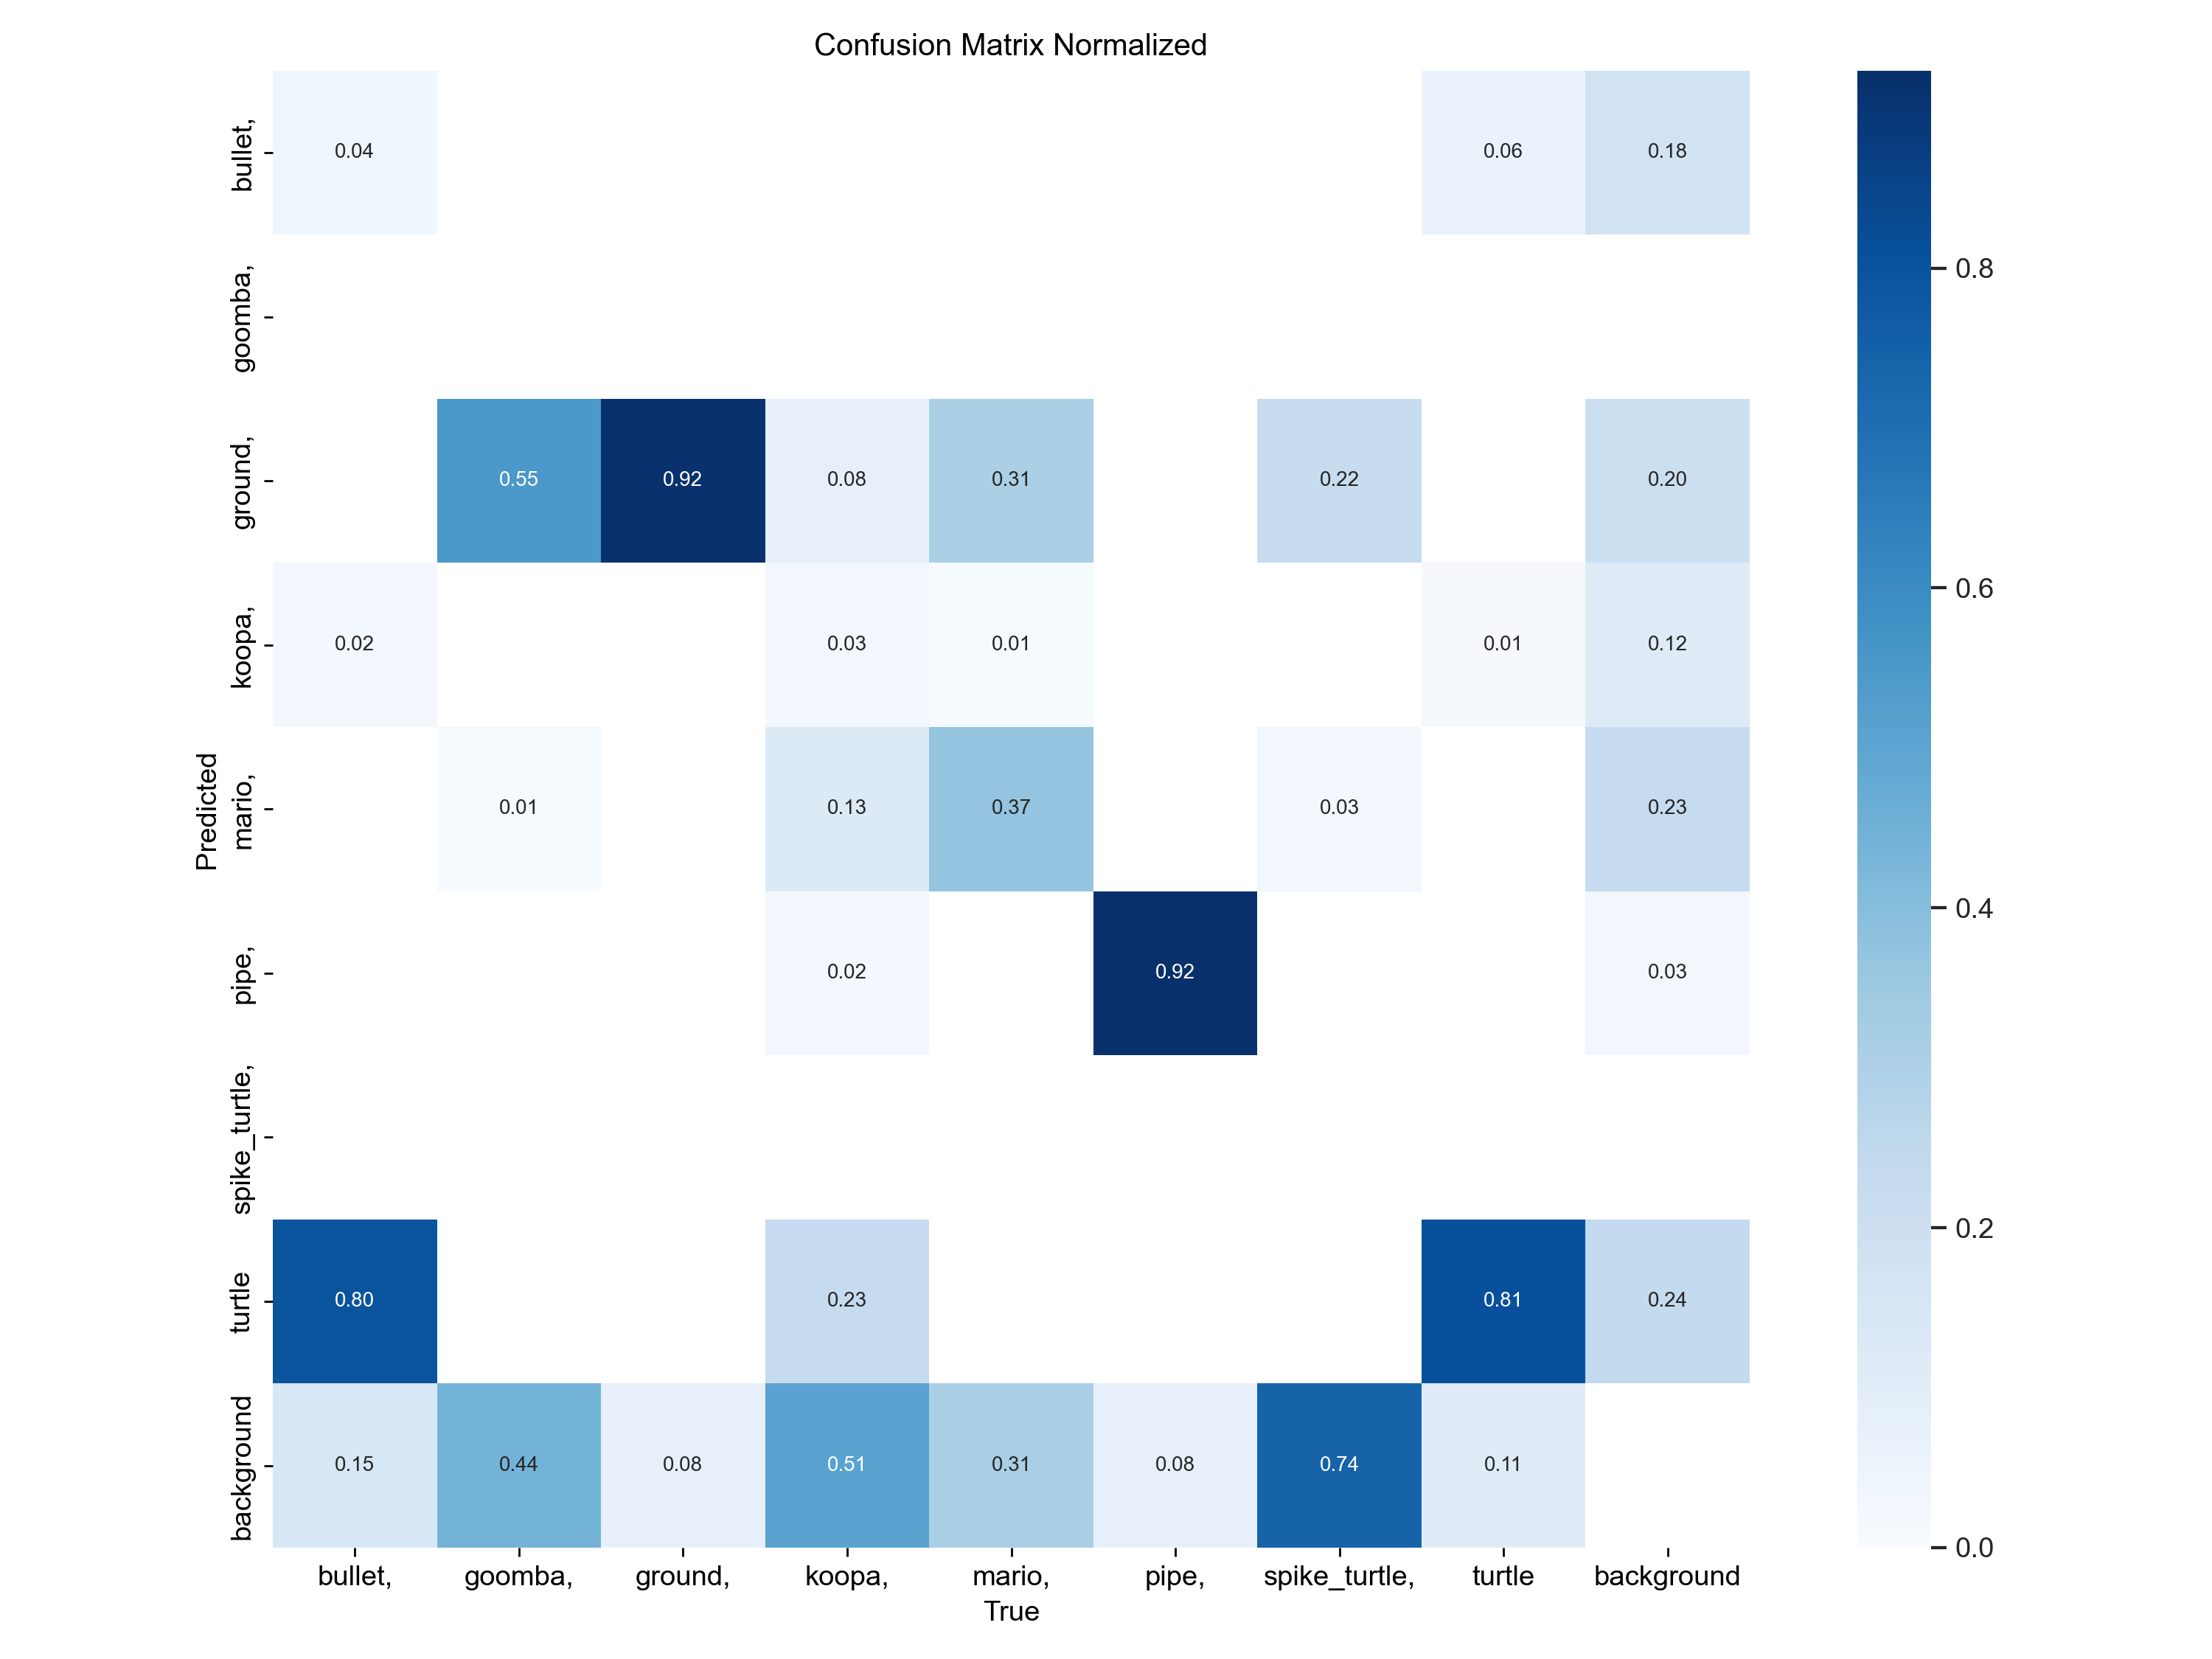 Confusion Matrix Normalized
bullet,
0.04
0.06
0.18
goomba,
ground,
0.55
0.92
0.08
0.31
0.22
0.20
koopa,
0.02
0.03
0.01
0.01
0.12
Predicted
mario,
0.01
0.13
0.37
0.03
0.23
pipe,
0.02
0.92
0.03
spike_turtle,
turtle
0.80
0.23
0.81
0.24
background
0.15
0.44
0.08
0.51
0.31
0.08
0.74
0.11
bullet,
goomba,
ground,
koopa,
mario,
pipe,
spike_turtle,
turtle
background
True
0.8
0.6
0.4
0.2
0.0